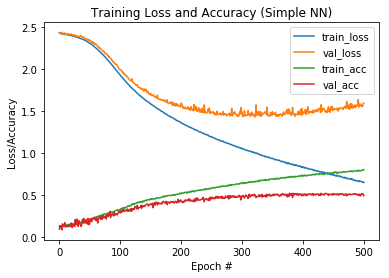 Training Loss and Accuracy (Simple NN)
train_loss
val_loss
train_acc
val_acc
2.5
2.0
1.5
1.0
0.5
0.0
Loss/Accuracy
0 100 200 300 400 500
Epoch #